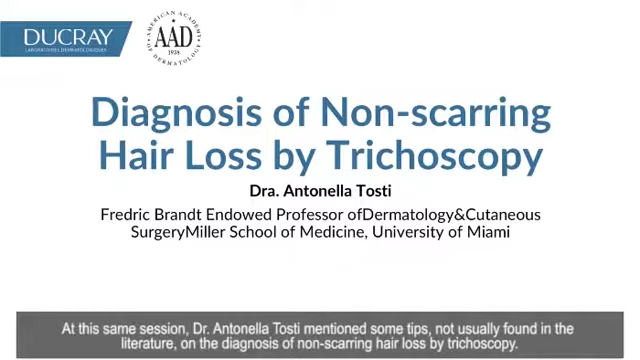 DUCRAY
LABORATOIRES DERMATOLOGIQUES
AMERICAN ACADEMY OF DERMATOLOGY
AAD
1938
Diagnosis of Non-scarring
Hair Loss by Trichoscopy
Dra. Antonella Tosti
Fredric Brandt Endowed Professor ofDermatology&Cutaneous
SurgeryMiller School of Medicine, University of Miami
At this same session, Dr. Antonella Tosti mentioned some tips, not usually found in the
literature, on the diagnosis of non-scarring hair loss by trichoscopy.